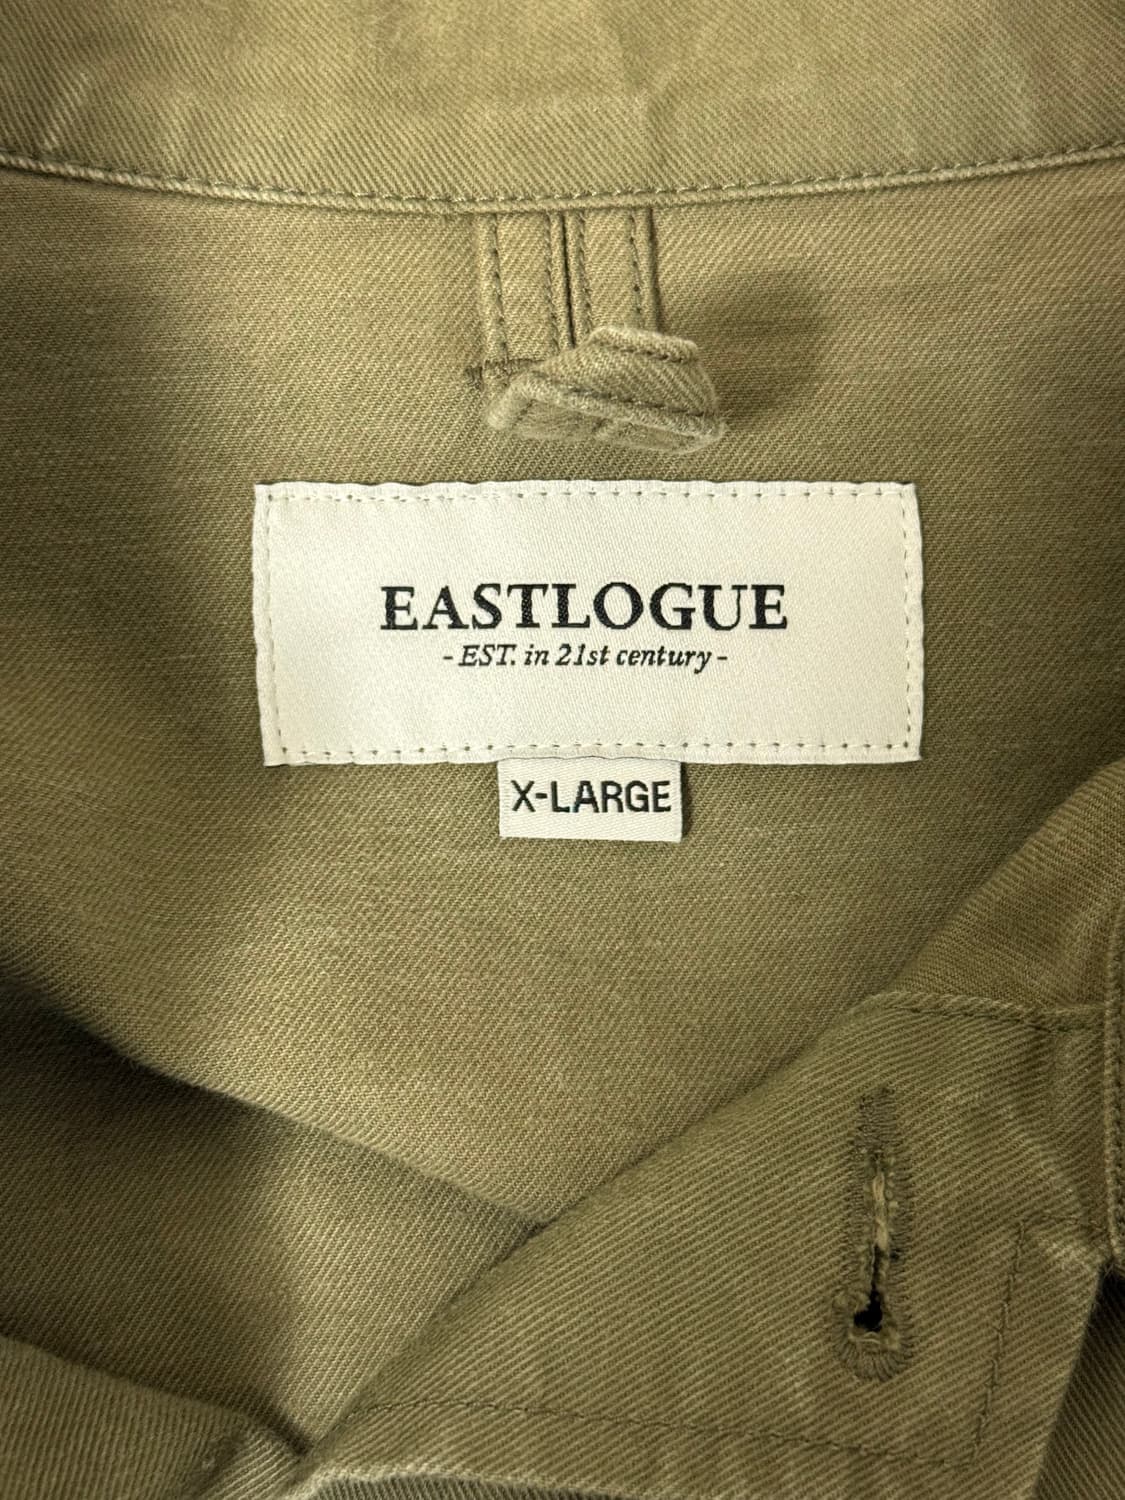 EASTLOGUE
- EST. in 21st century -
X-LARGE